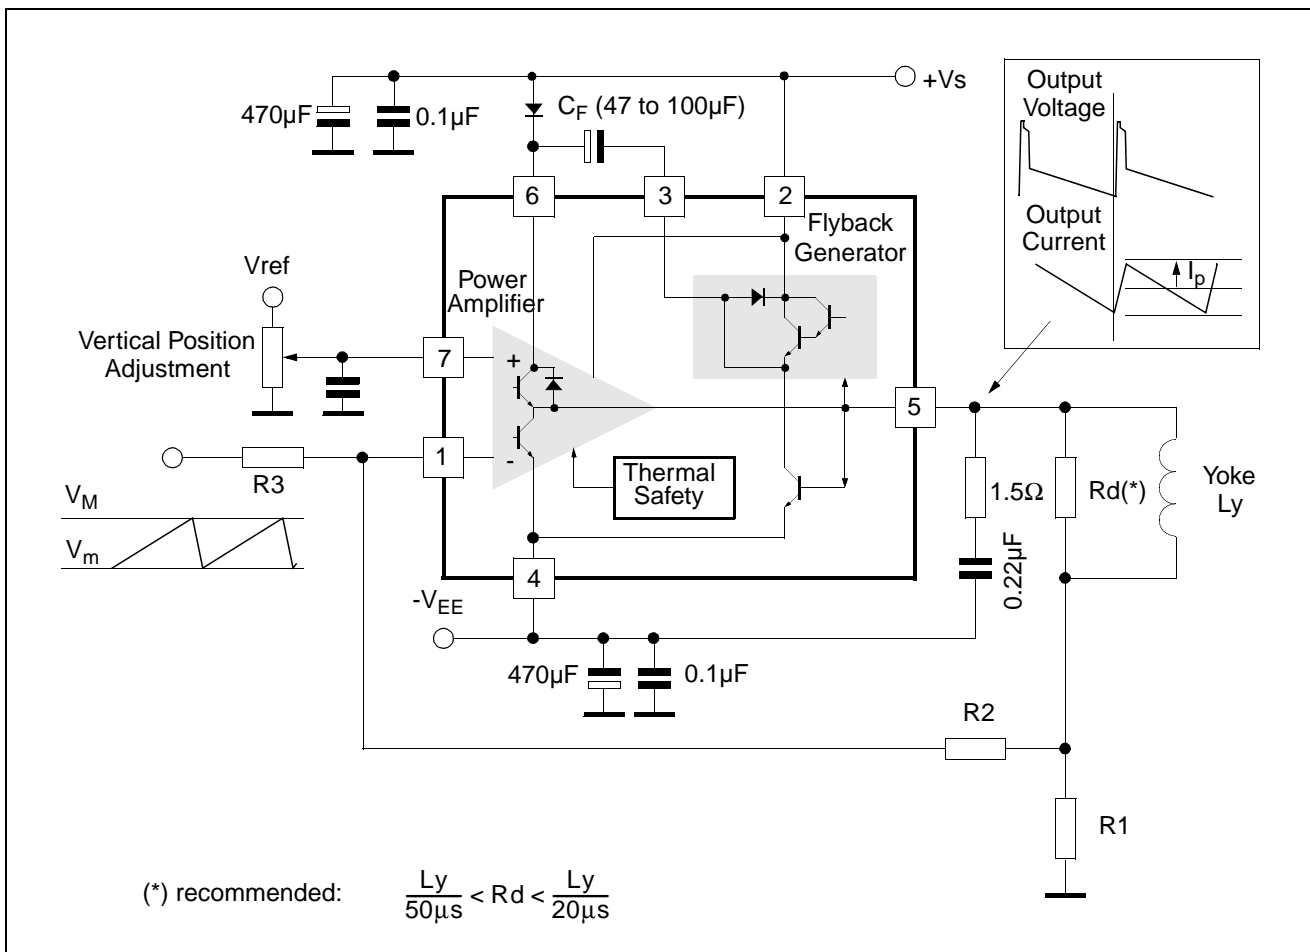 +Vs
470µF
0.1µF
C_F (47 to 100µF)
Output
Voltage
Output
Current
I_p
6
3
2
Flyback
Generator
Power
Amplifier
Vref
Vertical Position
Adjustment
7
+
5
1
-
R3
Thermal
Safety
V_M
V_m
1.5Ω
Rd(*)
Yoke
Ly
0.22µF
4
-V_EE
470µF
0.1µF
R2
R1
(*) recommended: Ly/50µs < Rd < Ly/20µs